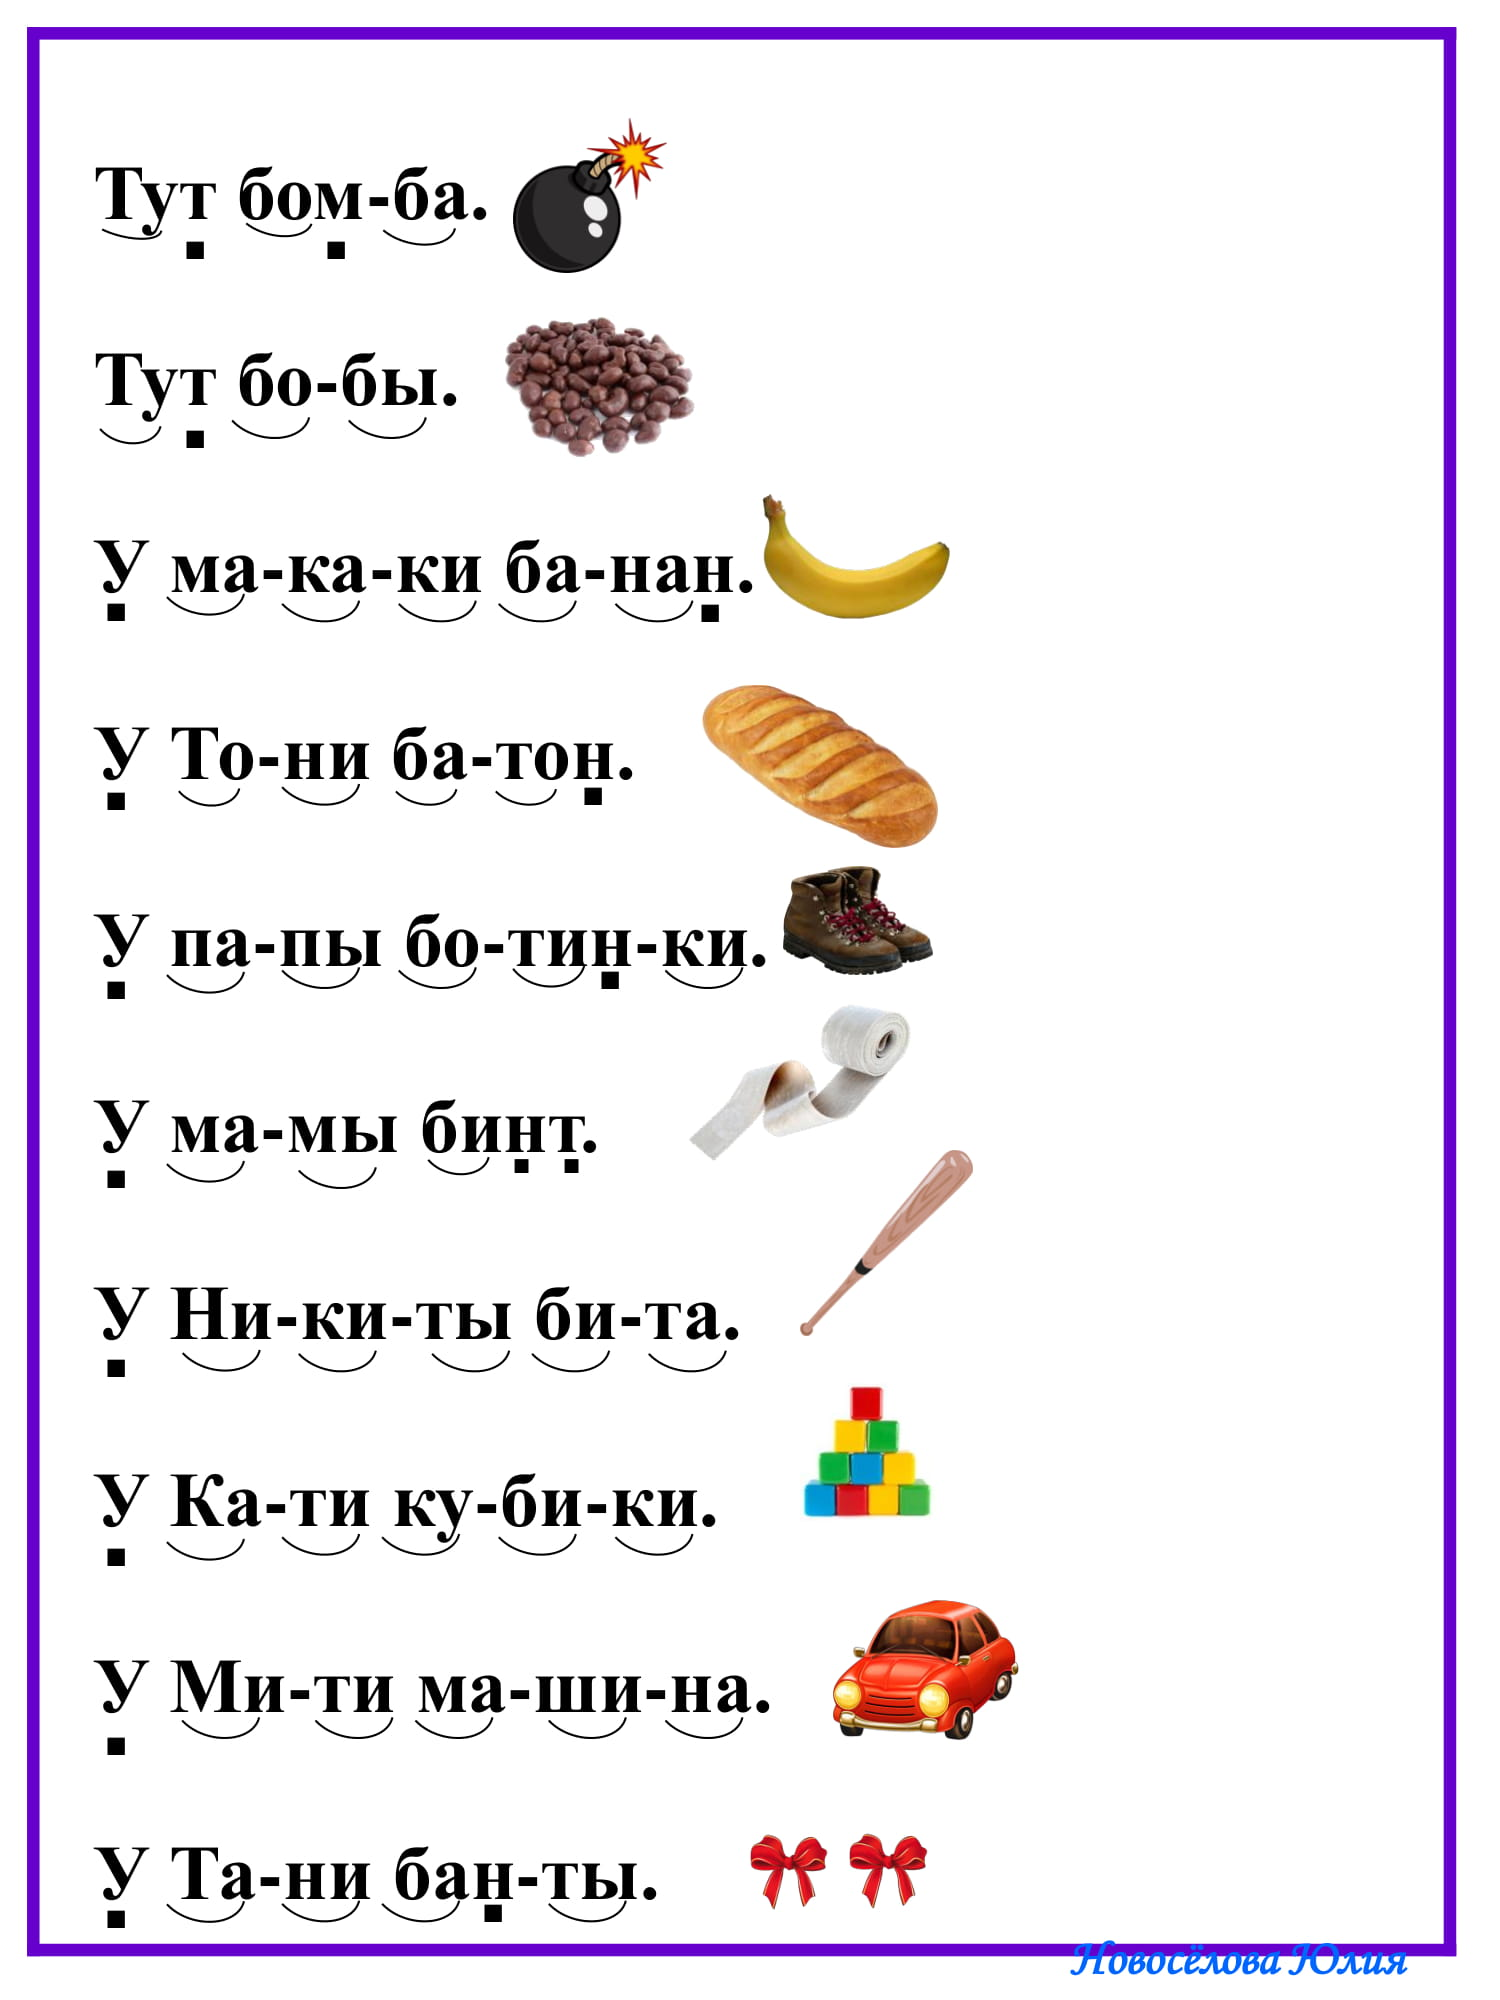 Тут бом-ба.
Тут бо-бы.
У ма-ка-ки ба-нан.
У То-ни ба-тон.
У па-пы бо-тин-ки.
У ма-мы бинт.
У Ни-ки-ты би-та.
У Ка-ти ку-би-ки.
У Ми-ти ма-ши-на.
У Та-ни бан-ты.
Новосёлова Юлия